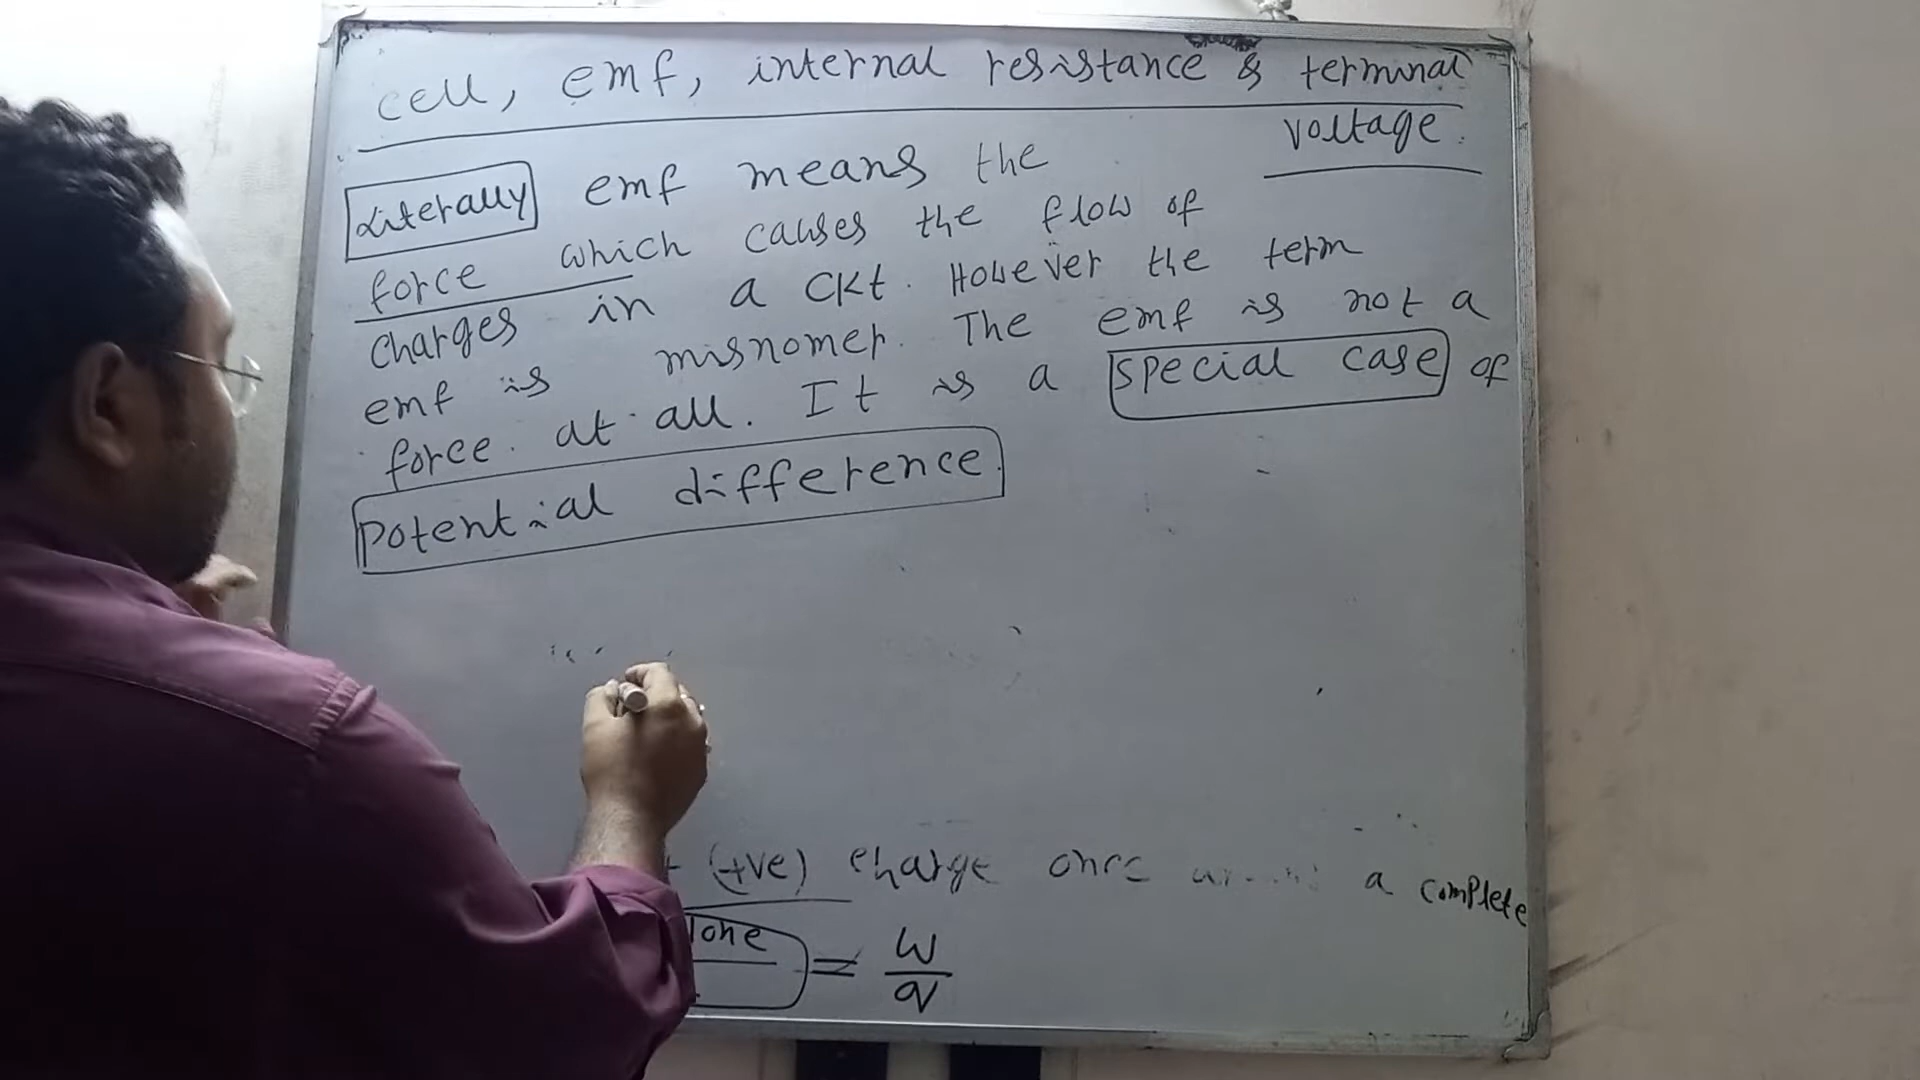 cell, emf, internal resistance & terminal
voltage.
Literally emf means the
force which causes the flow of
charges in a ckt. However the term
emf is misnomer. The emf is not a
force. at all. It is a special case of
potential difference.
(+ve) charge once a complete
= W
q